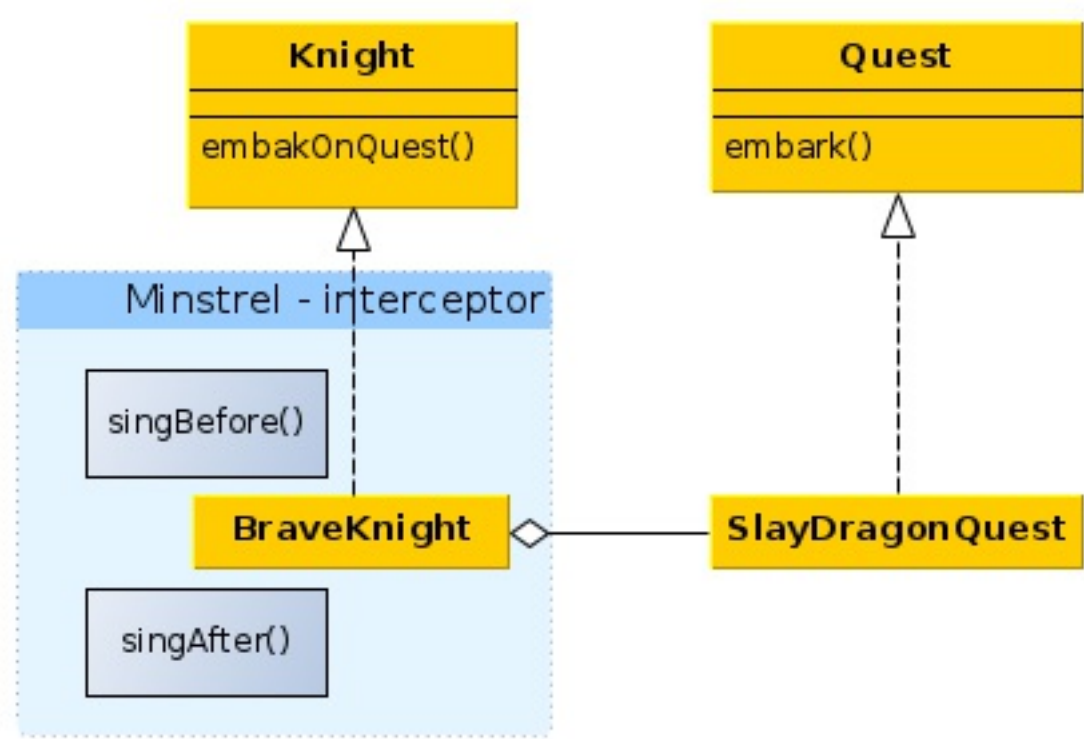 Knight
embakOnQuest()
Quest
embark()
Minstrel - interceptor
singBefore()
BraveKnight
SlayDragonQuest
singAfter()